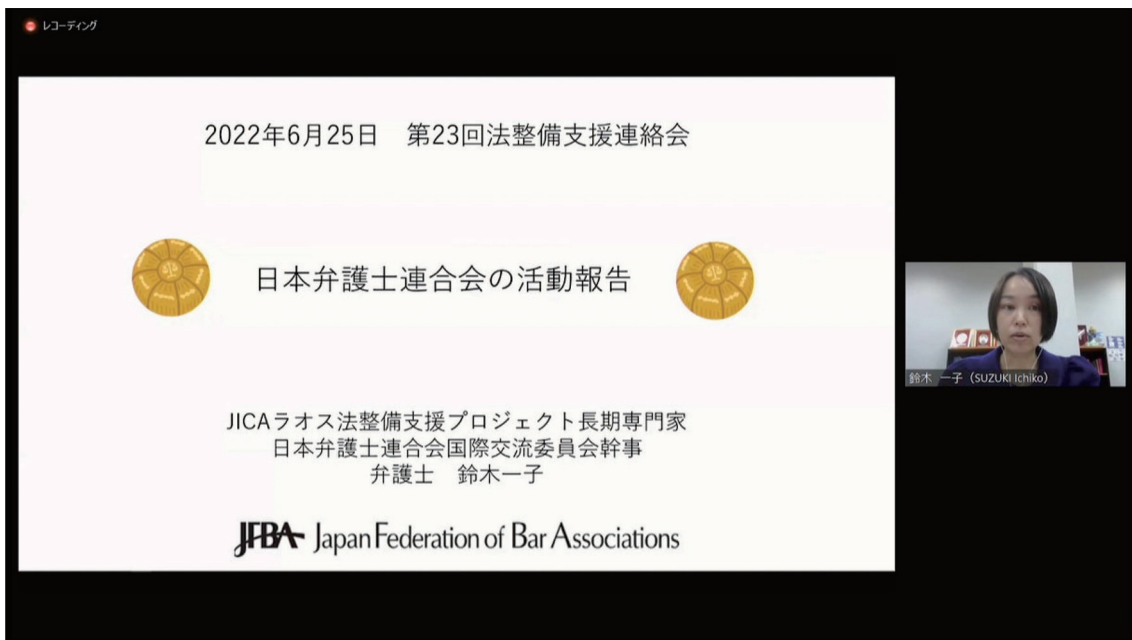 レコーディング
2022年6月25日　第23回法整備支援連絡会
日本弁護士連合会の活動報告
JICAラオス法整備支援プロジェクト長期専門家
日本弁護士連合会国際交流委員会幹事
弁護士　鈴木一子
JFBA Japan Federation of Bar Associations
鈴木　一子（SUZUKI Ichiko）